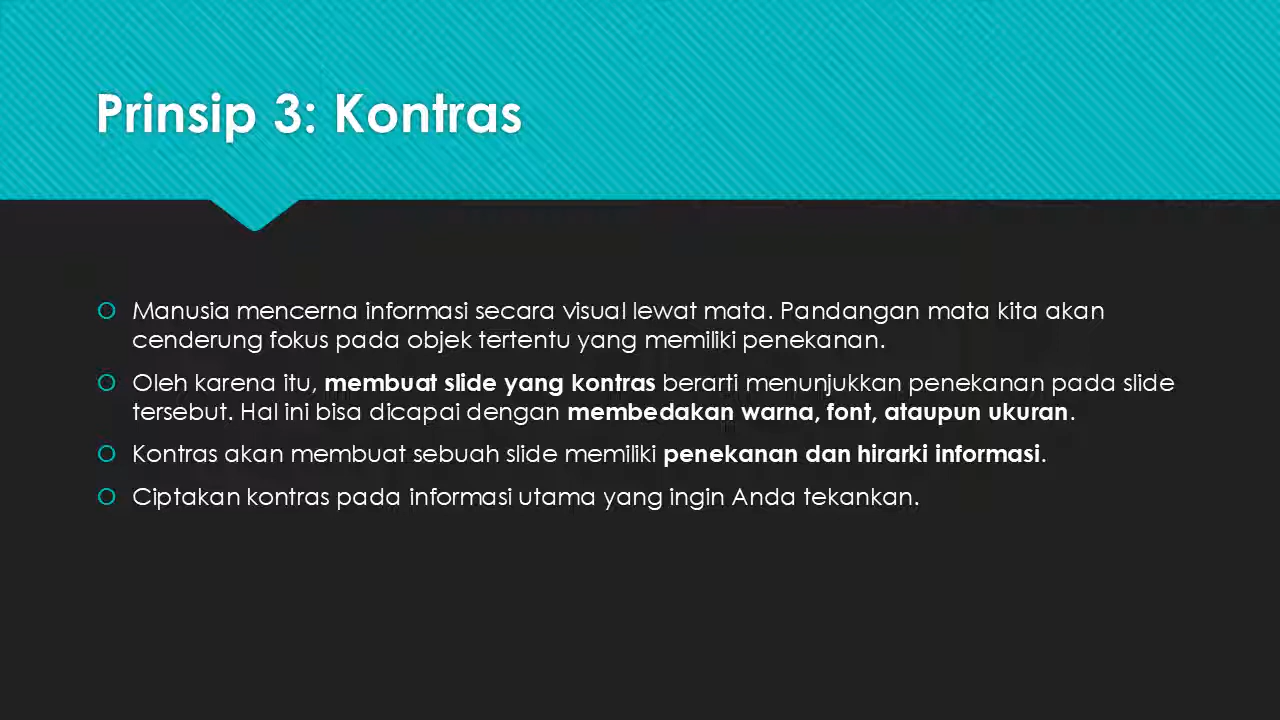 Prinsip 3: Kontras
Manusia mencerna informasi secara visual lewat mata. Pandangan mata kita akan
cenderung fokus pada objek tertentu yang memiliki penekanan.
Oleh karena itu, membuat slide yang kontras berarti menunjukkan penekanan pada slide
tersebut. Hal ini bisa dicapai dengan membedakan warna, font, ataupun ukuran.
Kontras akan membuat sebuah slide memiliki penekanan dan hirarki informasi.
Ciptakan kontras pada informasi utama yang ingin Anda tekankan.